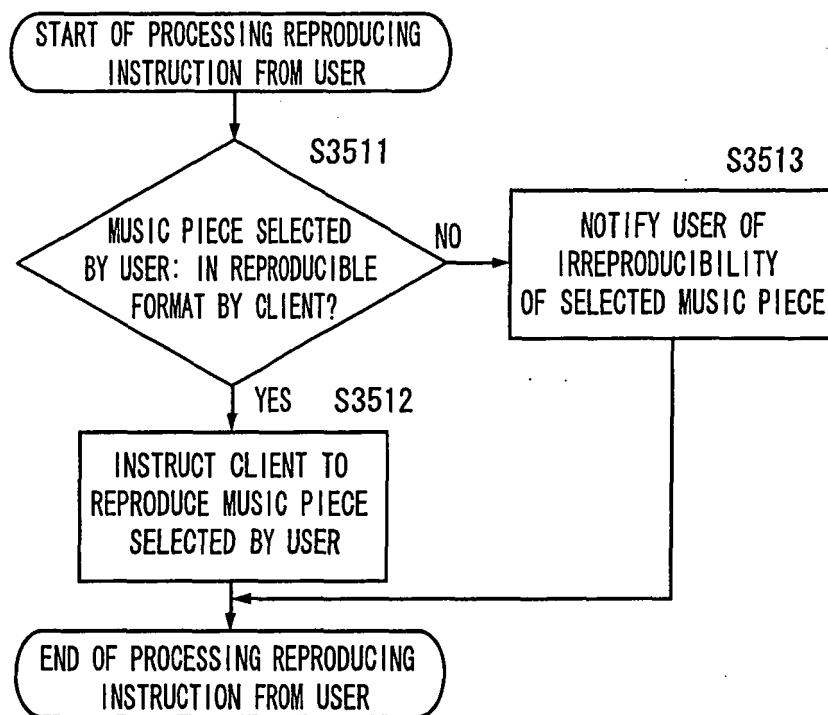 START OF PROCESSING REPRODUCING
INSTRUCTION FROM USER
S3511
MUSIC PIECE SELECTED
BY USER: IN REPRODUCIBLE
FORMAT BY CLIENT?
NO
S3513
NOTIFY USER OF
IRREPRODUCIBILITY
OF SELECTED MUSIC PIECE
YES
S3512
INSTRUCT CLIENT TO
REPRODUCE MUSIC PIECE
SELECTED BY USER
END OF PROCESSING REPRODUCING
INSTRUCTION FROM USER